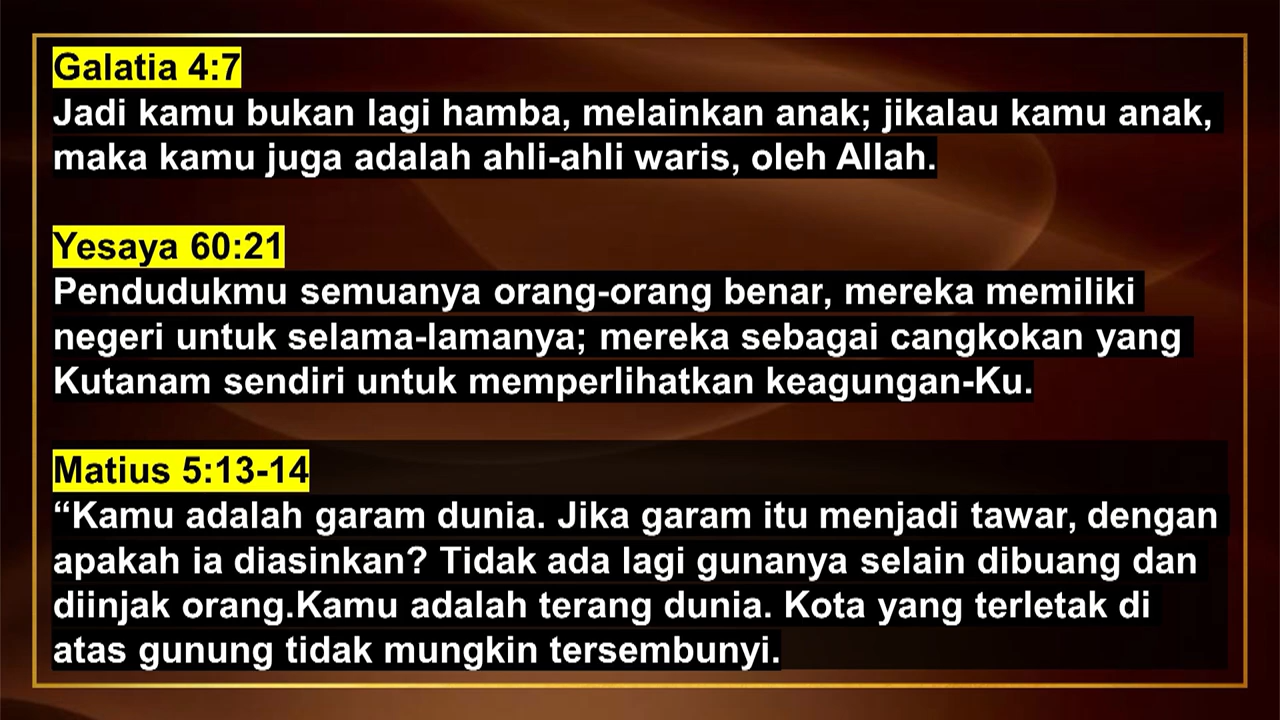 Galatia 4:7
Jadi kamu bukan lagi hamba, melainkan anak; jikalau kamu anak,
maka kamu juga adalah ahli-ahli waris, oleh Allah.
Yesaya 60:21
Pendudukmu semuanya orang-orang benar, mereka memiliki
negeri untuk selama-lamanya; mereka sebagai cangkokan yang
Kutanam sendiri untuk memperlihatkan keagungan-Ku.
Matius 5:13-14
“Kamu adalah garam dunia. Jika garam itu menjadi tawar, dengan
apakah ia diasinkan? Tidak ada lagi gunanya selain dibuang dan
diinjak orang.Kamu adalah terang dunia. Kota yang terletak di
atas gunung tidak mungkin tersembunyi.